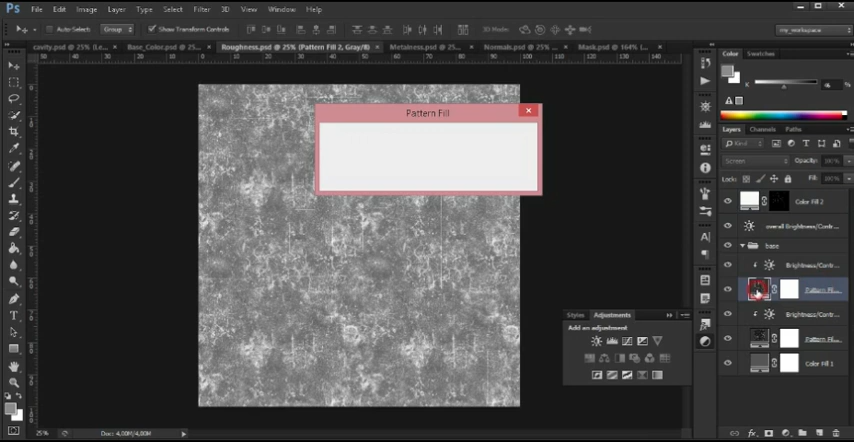 Ps File Edit Image Layer Type Select Filter 3D View Window Help
Auto-Select: Group Show Transform Controls 3D Mode: my_workspace
cavity.psd @ 25% (Le... Base_Color.psd @ 25%... Roughness.psd @ 25% (Pattern Fill 2, Gray/8) Metalness.psd @ 25% (... Normals.psd @ 25% ... Mask.psd @ 164% (...
Pattern Fill
Color Swatches
K
%
Layers Channels Paths
Kind
Screen Opacity: 100%
Lock: Fill: 100%
Color Fill 2
overall Brightness/Contr...
base
Brightness/Contr...
Pattern Fil...
Brightness/Contr...
Pattern Fil...
Color Fill 1
Styles Adjustments
Add an adjustment
25% Doc: 4,00M/4,00M